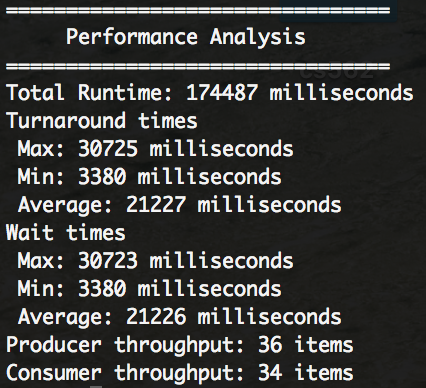 ================================
Performance Analysis
================================
Total Runtime: 174487 milliseconds
Turnaround times
Max: 30725 milliseconds
Min: 3380 milliseconds
Average: 21227 milliseconds
Wait times
Max: 30723 milliseconds
Min: 3380 milliseconds
Average: 21226 milliseconds
Producer throughput: 36 items
Consumer throughput: 34 items